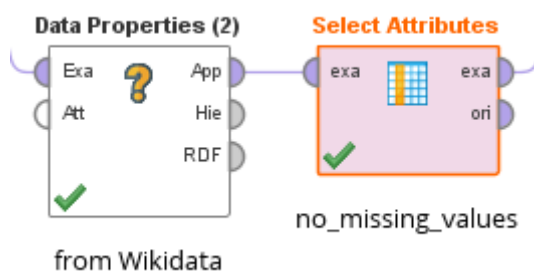 Data Properties (2)
Exa
App
Att
Hie
RDF
from Wikidata
Select Attributes
exa
exa
ori
no_missing_values